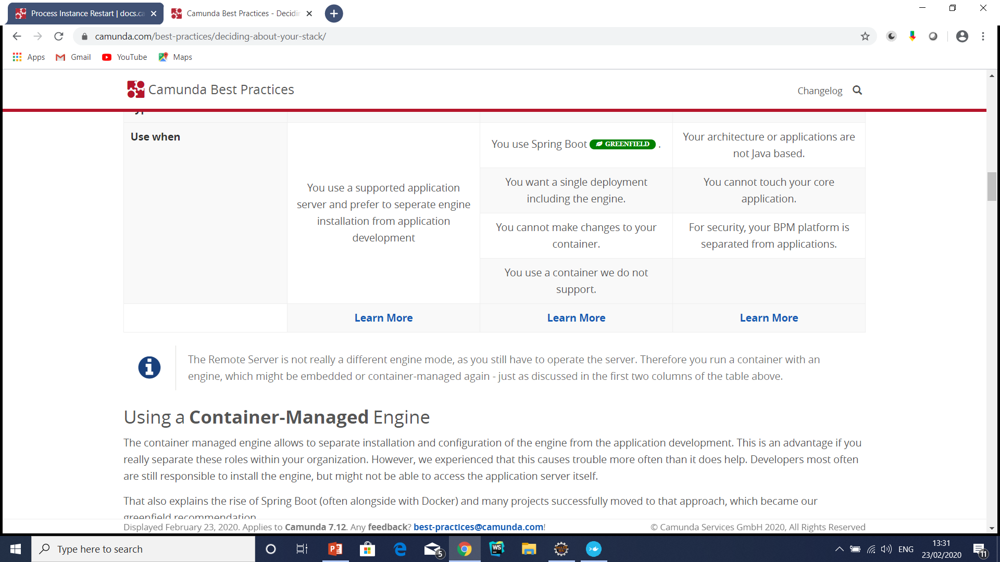 Process Instance Restart | docs.ca
Camunda Best Practices - Decidin
camunda.com/best-practices/deciding-about-your-stack/
Apps
Gmail
YouTube
Maps
Camunda Best Practices
Changelog
Use when
You use a supported application
server and prefer to seperate engine
installation from application
development
You use Spring Boot GREENFIELD .
You want a single deployment
including the engine.
You cannot make changes to your
container.
You use a container we do not
support.
Your architecture or applications are
not Java based.
You cannot touch your core
application.
For security, your BPM platform is
separated from applications.
Learn More
Learn More
Learn More
The Remote Server is not really a different engine mode, as you still have to operate the server. Therefore you run a container with an
engine, which might be embedded or container-managed again - just as discussed in the first two columns of the table above.
Using a Container-Managed Engine
The container managed engine allows to separate installation and configuration of the engine from the application development. This is an advantage if you
really separate these roles within your organization. However, we experienced that this causes trouble more often than it does help. Developers most often
are still responsible to install the engine, but might not be able to access the application server itself.
That also explains the rise of Spring Boot (often alongside with Docker) and many projects successfully moved to that approach, which became our
greenfield recommendation.
Displayed February 23, 2020. Applies to Camunda 7.12. Any feedback? best-practices@camunda.com!
© Camunda Services GmbH 2020, All Rights Reserved
Type here to search
5
WS
ENG
13:31
23/02/2020
11